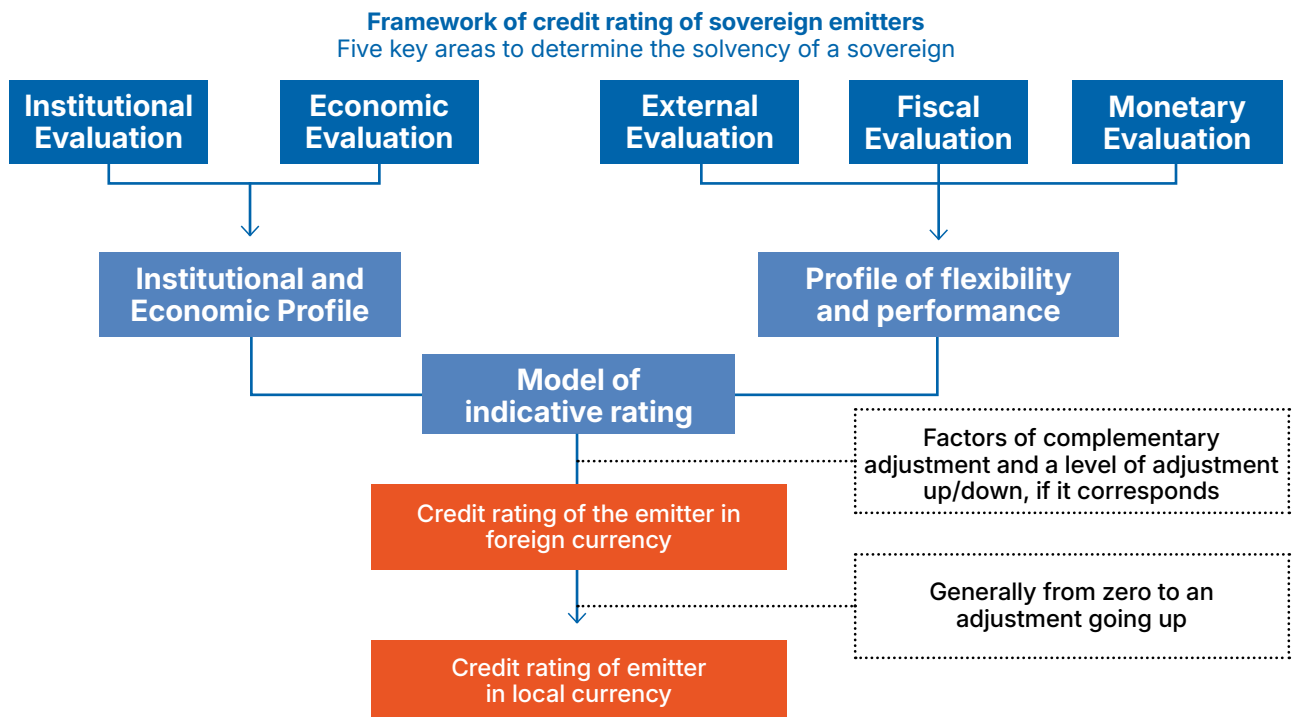 Framework of credit rating of sovereign emitters
Five key areas to determine the solvency of a sovereign
Institutional
Evaluation
Economic
Evaluation
External
Evaluation
Fiscal
Evaluation
Monetary
Evaluation
Institutional and
Economic Profile
Profile of flexibility
and performance
Model of
indicative rating
Factors of complementary
adjustment and a level of adjustment
up/down, if it corresponds
Credit rating of the emitter in
foreign currency
Generally from zero to an
adjustment going up
Credit rating of emitter
in local currency